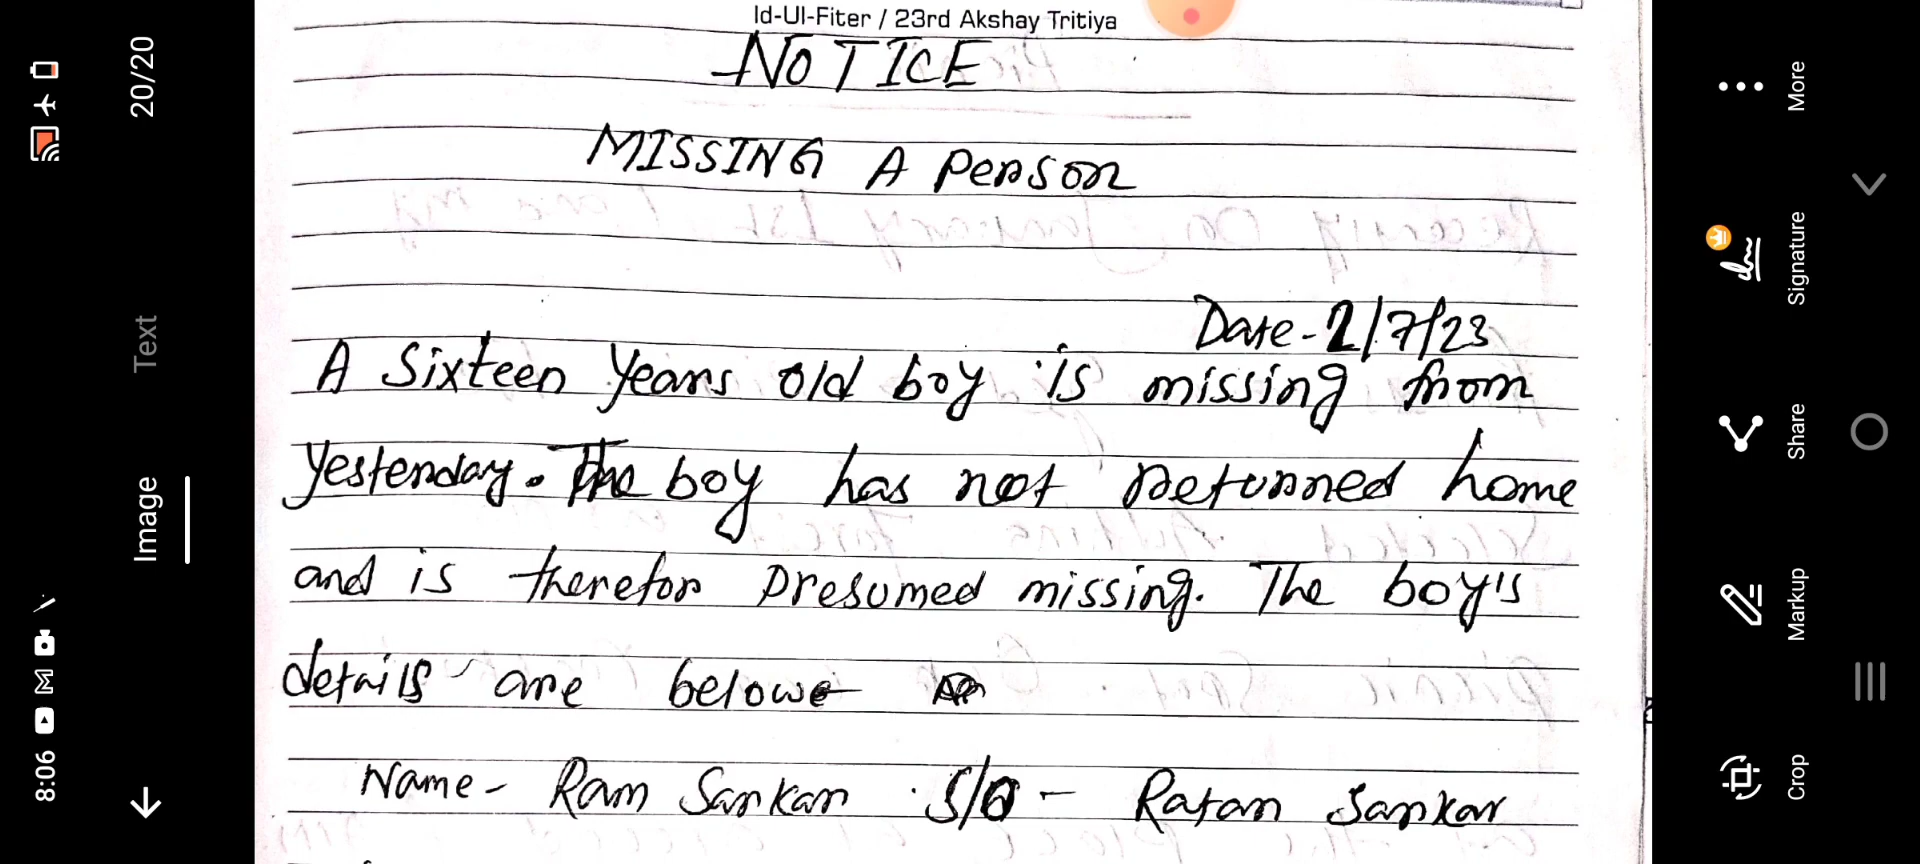 Id-Ul-Fiter / 23rd Akshay Tritiya
NOTICE
MISSING A Person
Date-2/7/23
A Sixteen years old boy is missing from
yesterday. The boy has not returned home
and is therefor presumed missing. The boy's
details are below
Name- Ram Sarkar S/O - Ratan Sarkar
20/20
Text
Image
8:06
More
Signature
Share
Markup
Crop